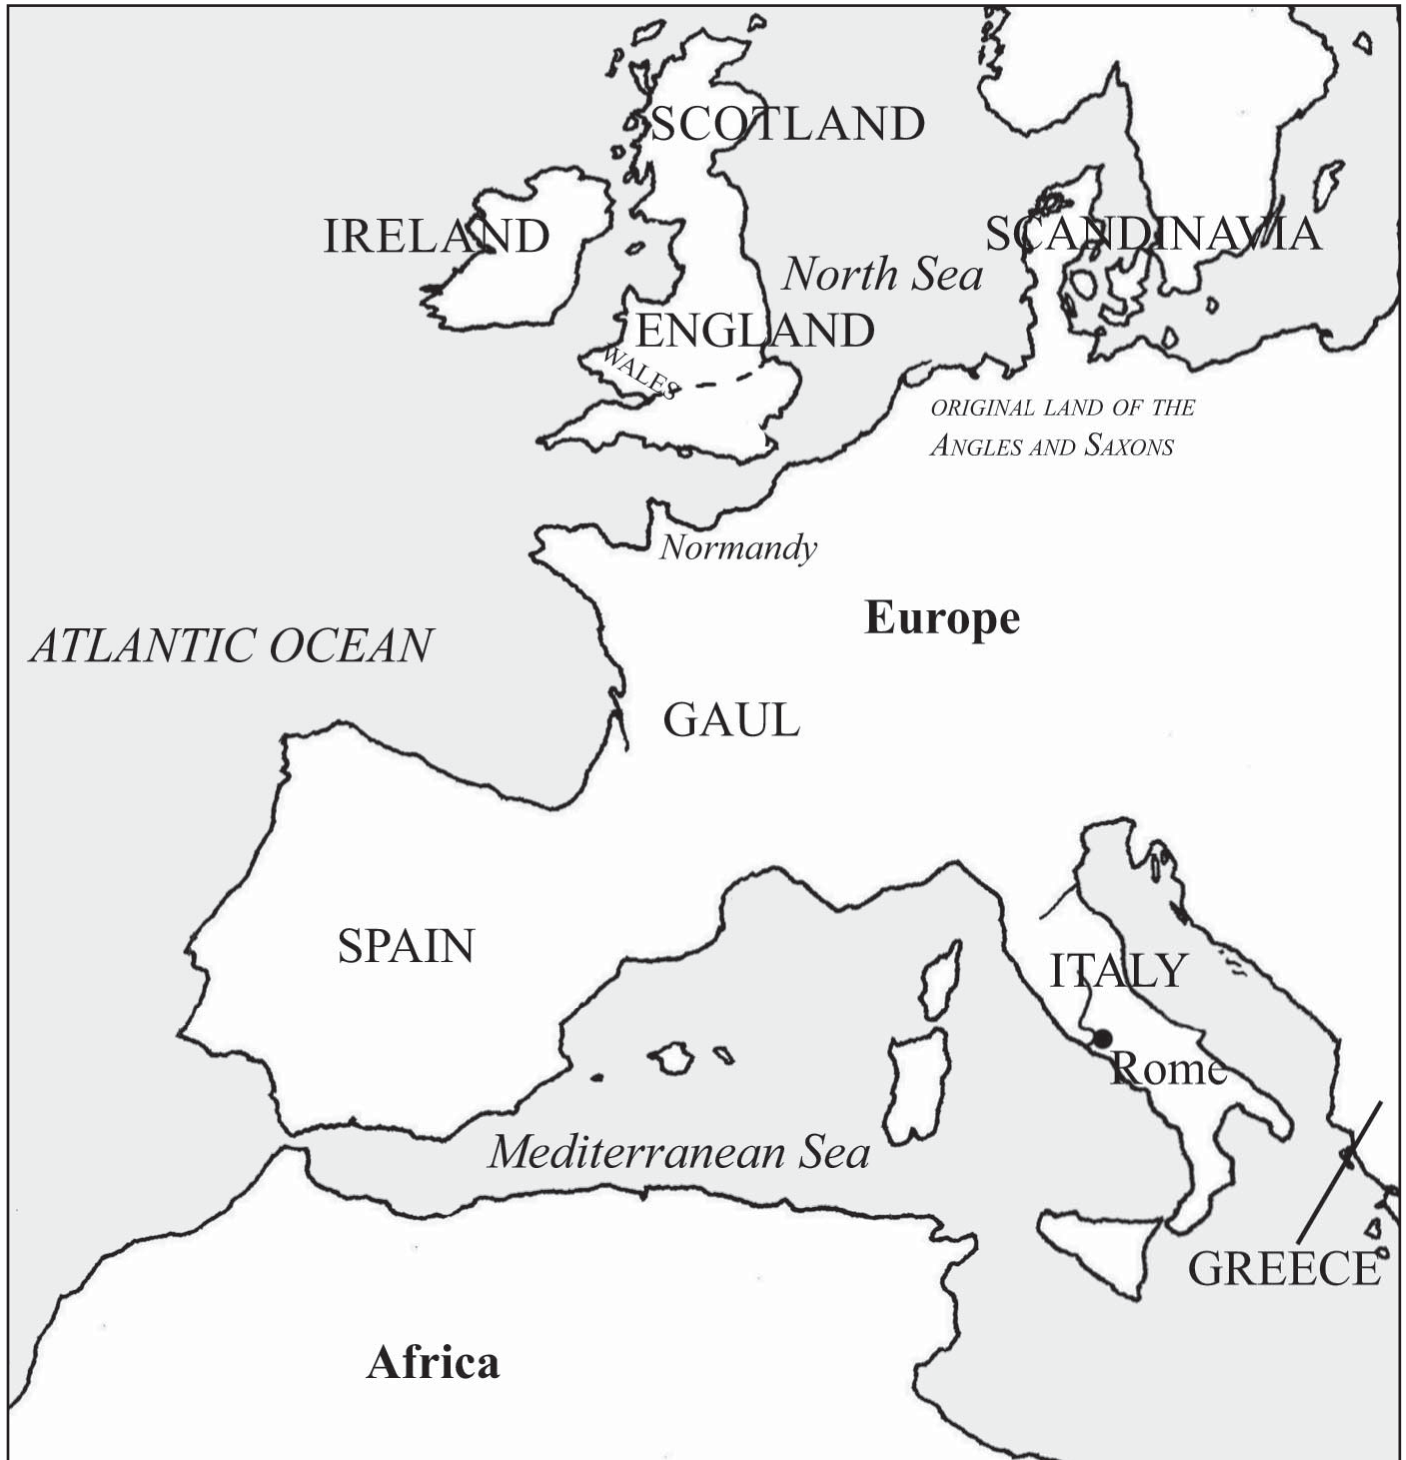 SCOTLAND
IRELAND
SCANDINAVIA
North Sea
ENGLAND
WALES
ORIGINAL LAND OF THE
ANGLES AND SAXONS
Normandy
Europe
ATLANTIC OCEAN
GAUL
SPAIN
ITALY
Rome
Mediterranean Sea
GREECE
Africa